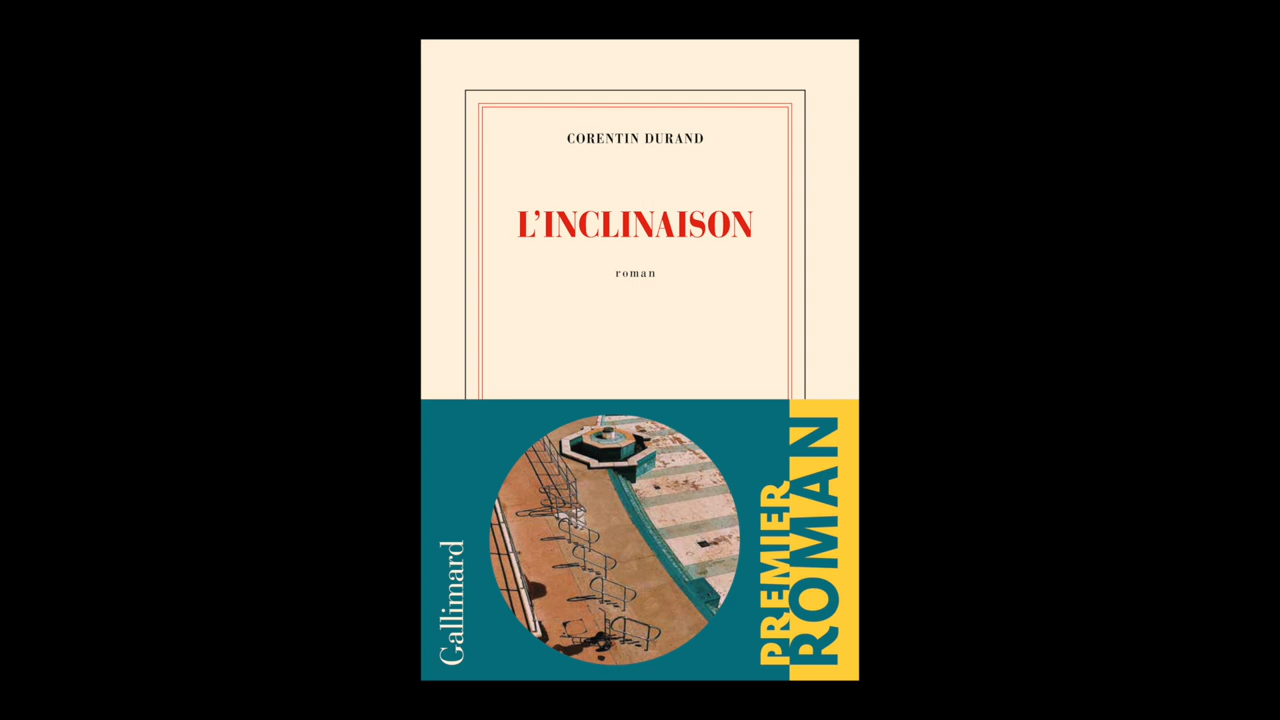 CORENTIN DURAND
L’INCLINAISON
roman
Gallimard
PREMIER
ROMAN